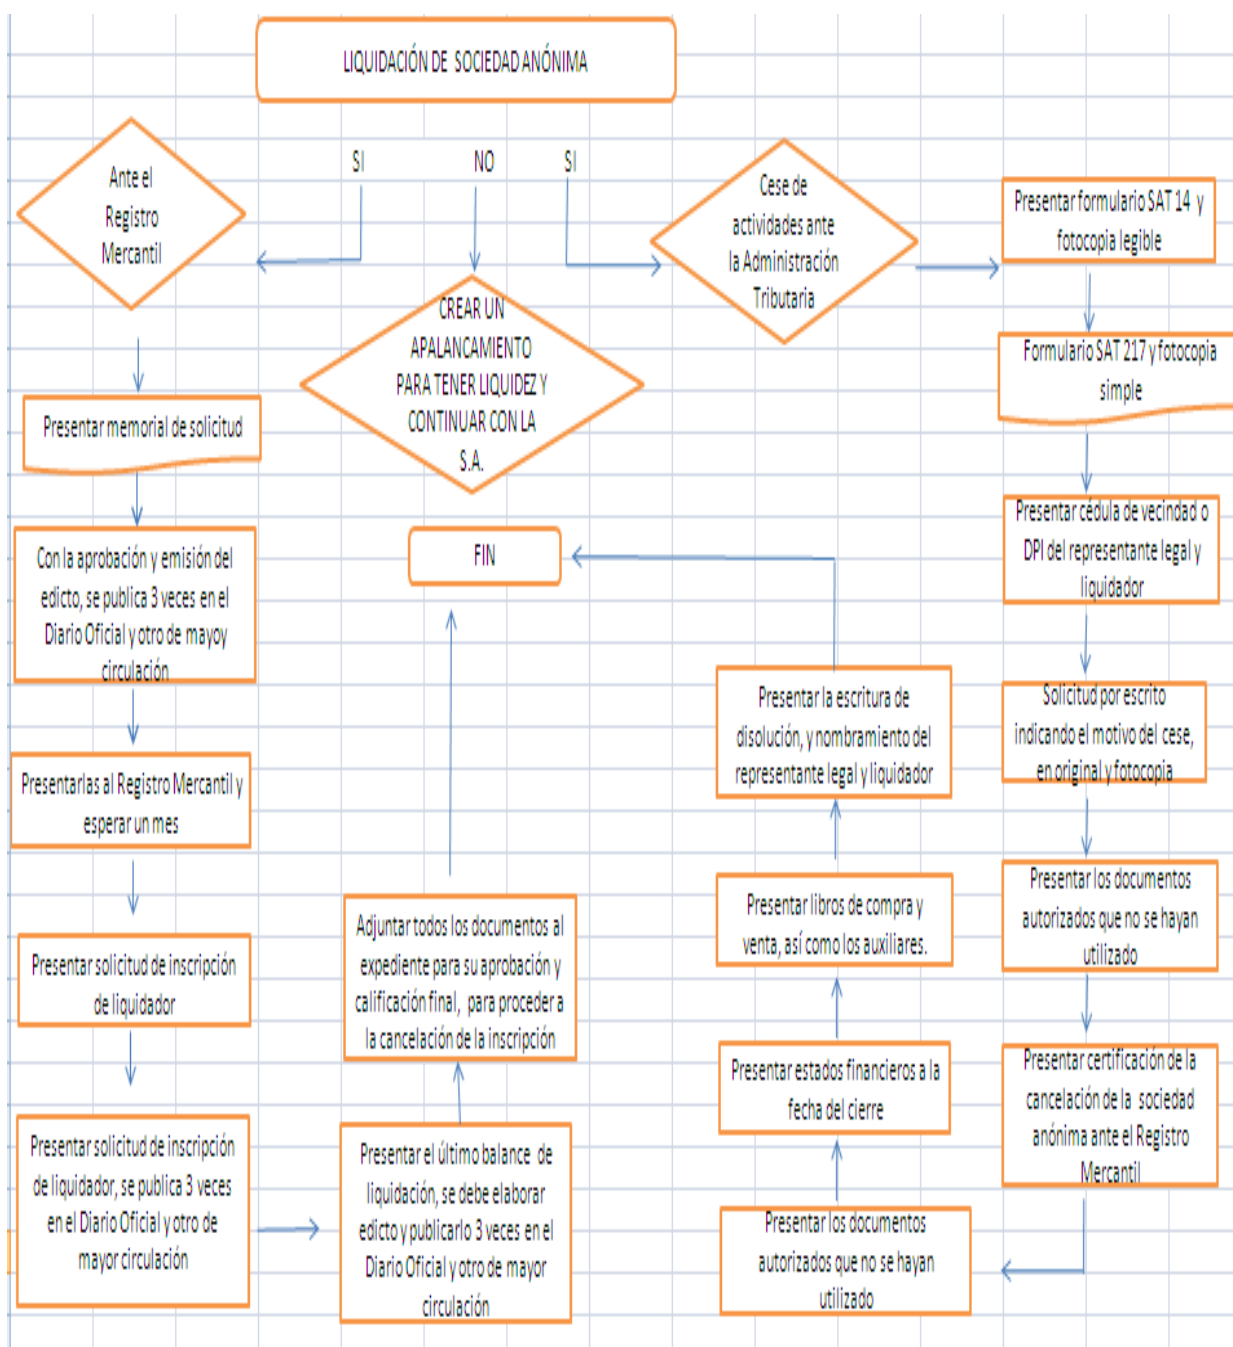 LIQUIDACIÓN DE SOCIEDAD ANÓNIMA
SI
NO
SI
Ante el
Registro
Mercantil
Presentar memorial de solicitud
Con la aprobación y emisión del
edicto, se publica 3 veces en el
Diario Oficial y otro de mayoy
circulación
Presentarlas al Registro Mercantil y
esperar un mes
Presentar solicitud de inscripción
de liquidador
Presentar solicitud de inscripción
de liquidador, se publica 3 veces
en el Diario Oficial y otro de
mayor circulación
Presentar el último balance de
liquidación, se debe elaborar
edicto y publicarlo 3 veces en el
Diario Oficial y otro de mayor
circulación
Adjuntar todos los documentos al
expediente para su aprobación y
calificación final, para proceder a
la cancelación de la inscripción
FIN
CREAR UN
APALANCAMIENTO
PARA TENER LIQUIDEZ Y
CONTINUAR CON LA
S.A.
Cese de
actividades ante
la Administración
Tributaria
Presentar formulario SAT 14 y
fotocopia legible
Formulario SAT 217 y fotocopia
simple
Presentar cédula de vecindad o
DPI del representante legal y
liquidador
Solicitud por escrito
indicando el motivo del cese,
en original y fotocopia
Presentar los documentos
autorizados que no se hayan
utilizado
Presentar certificación de la
cancelación de la sociedad
anónima ante el Registro
Mercantil
Presentar los documentos
autorizados que no se hayan
utilizado
Presentar estados financieros a la
fecha del cierre
Presentar libros de compra y
venta, así como los auxiliares.
Presentar la escritura de
disolución, y nombramiento del
representante legal y liquidador